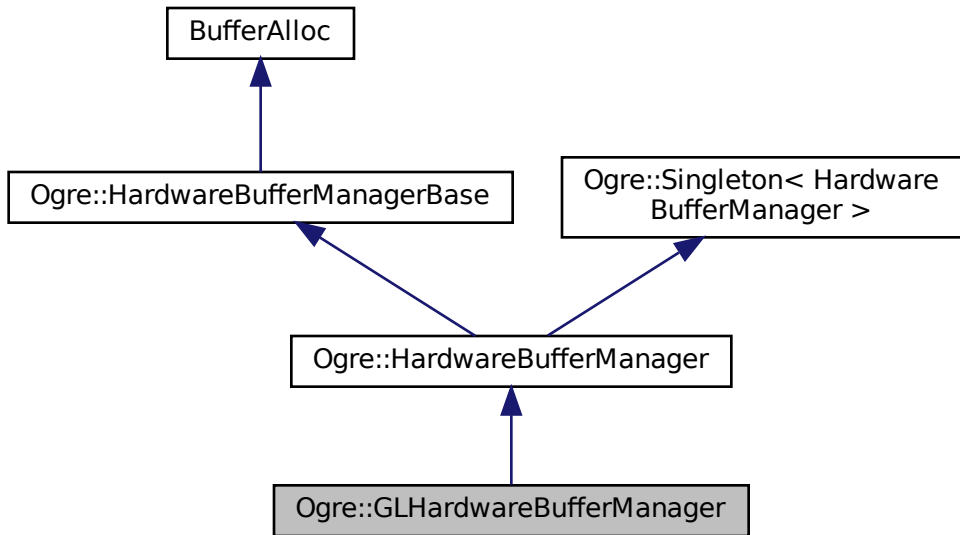 BufferAlloc
Ogre::HardwareBufferManagerBase
Ogre::Singleton< Hardware
BufferManager >
Ogre::HardwareBufferManager
Ogre::GLHardwareBufferManager